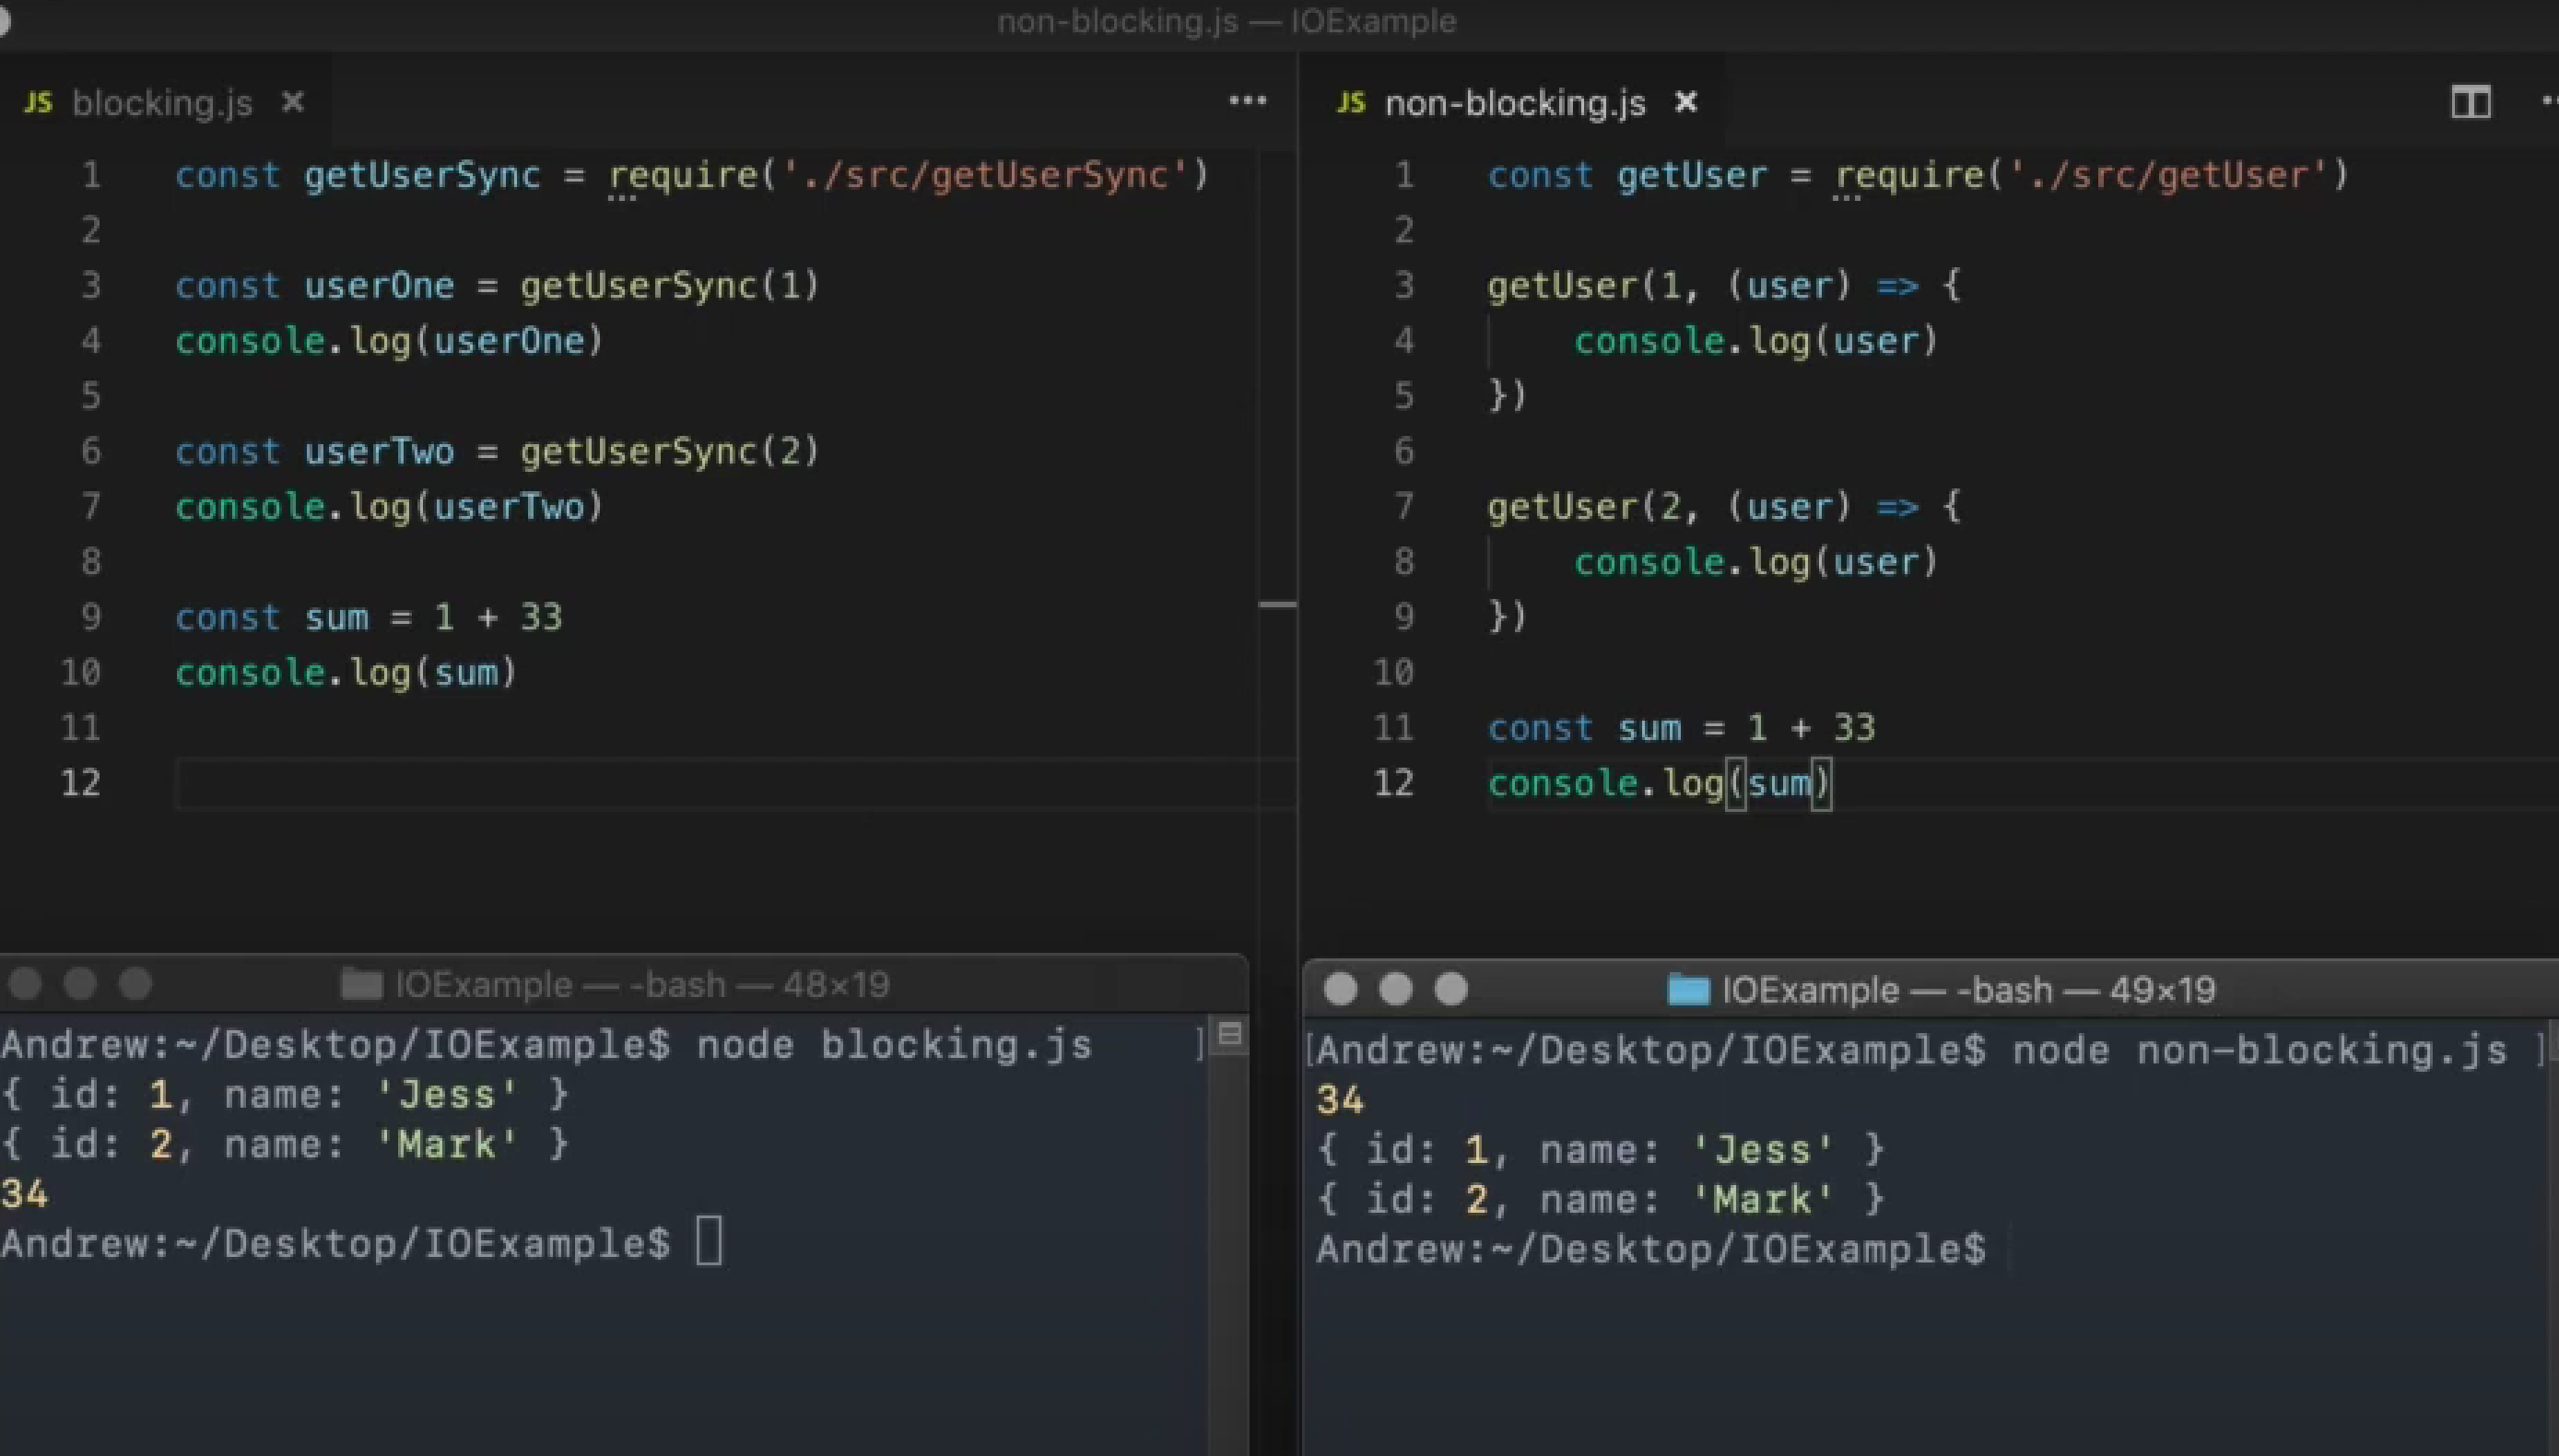 non-blocking.js — IOExample
JS blocking.js ×
1 const getUserSync = require('./src/getUserSync')
2
3 const userOne = getUserSync(1)
4 console.log(userOne)
5
6 const userTwo = getUserSync(2)
7 console.log(userTwo)
8
9 const sum = 1 + 33
10 console.log(sum)
11
12
JS non-blocking.js ×
1 const getUser = require('./src/getUser')
2
3 getUser(1, (user) => {
4     console.log(user)
5 })
6
7 getUser(2, (user) => {
8     console.log(user)
9 })
10
11 const sum = 1 + 33
12 console.log(sum)
IOExample — -bash — 48×19
Andrew:~/Desktop/IOExample$ node blocking.js ]
{ id: 1, name: 'Jess' }
{ id: 2, name: 'Mark' }
34
Andrew:~/Desktop/IOExample$
IOExample — -bash — 49×19
[Andrew:~/Desktop/IOExample$ node non-blocking.js ]
34
{ id: 1, name: 'Jess' }
{ id: 2, name: 'Mark' }
Andrew:~/Desktop/IOExample$